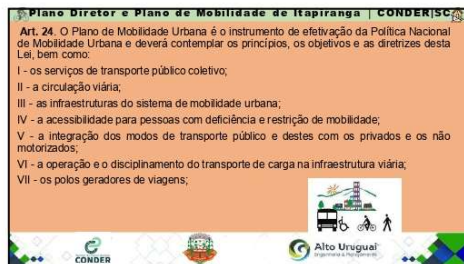 Plano Diretor e Plano de Mobilidade de Itapiranga | CONDER|SC
Art. 24. O Plano de Mobilidade Urbana é o instrumento de efetivação da Política Nacional
de Mobilidade Urbana e deverá contemplar os princípios, os objetivos e as diretrizes desta
Lei, bem como:
I - os serviços de transporte público coletivo;
II - a circulação viária;
III - as infraestruturas do sistema de mobilidade urbana;
IV - a acessibilidade para pessoas com deficiência e restrição de mobilidade;
V - a integração dos modos de transporte público e destes com os privados e os não
motorizados;
VI - a operação e o disciplinamento do transporte de carga na infraestrutura viária;
VII - os polos geradores de viagens;
CONDER
Alto Uruguai
Engenharia & Planejamento